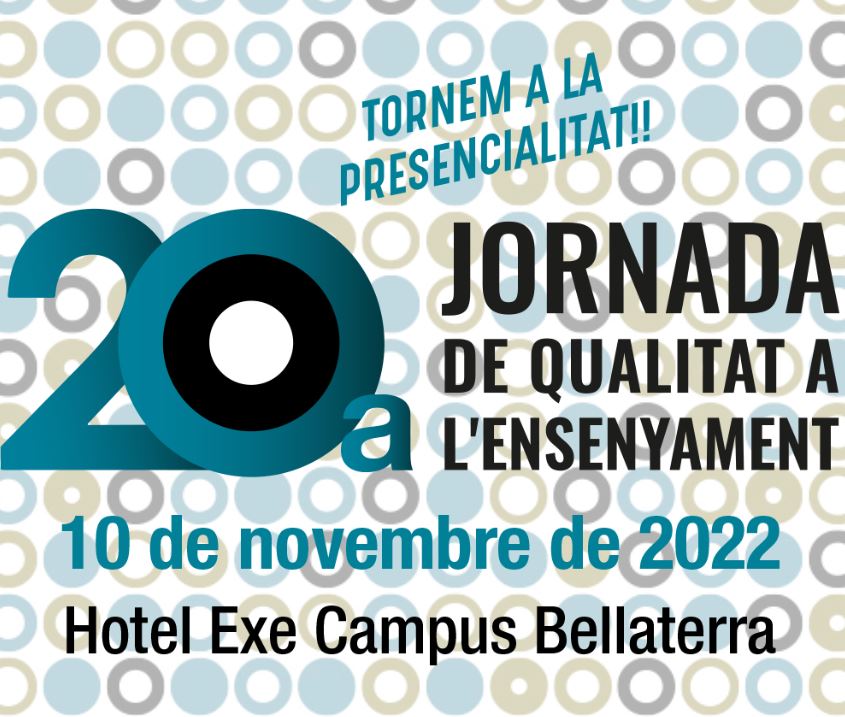 TORNEM A LA
PRESENCIALITAT!!
20a
JORNADA
DE QUALITAT A
L'ENSENYAMENT
10 de novembre de 2022
Hotel Exe Campus Bellaterra